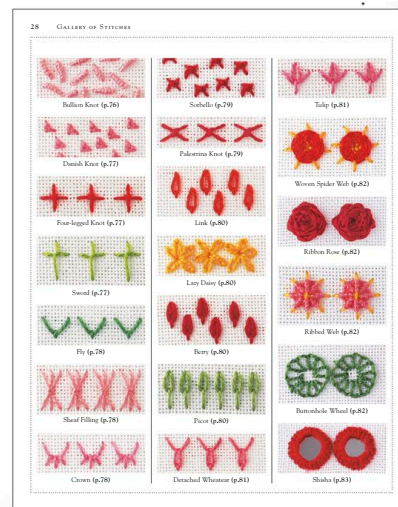 28 GALLERY OF STITCHES
Bullion Knot (p.76)
Danish Knot (p.77)
Four-legged Knot (p.77)
Sword (p.77)
Fly (p.78)
Sheaf Filling (p.78)
Crown (p.78)
Sorbello (p.79)
Palestrina Knot (p.79)
Link (p.80)
Lazy Daisy (p.80)
Berry (p.80)
Picot (p.80)
Detached Wheatear (p.81)
Tulip (p.81)
Woven Spider Web (p.82)
Ribbon Rose (p.82)
Ribbed Web (p.82)
Buttonhole Wheel (p.82)
Shisha (p.83)